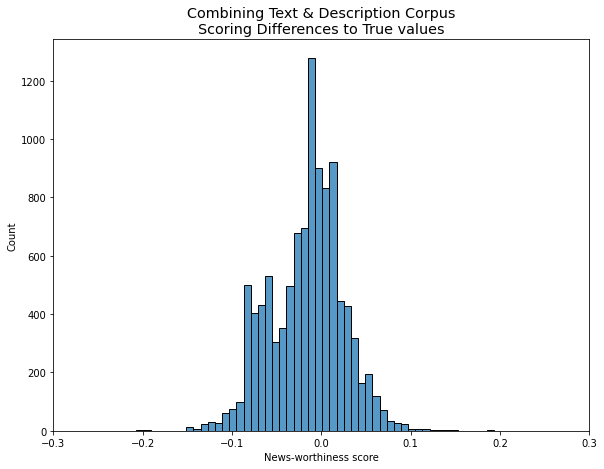 Combining Text & Description Corpus
Scoring Differences to True values
1200
1000
800
600
400
200
0
Count
−0.3 −0.2 −0.1 0.0 0.1 0.2 0.3
News-worthiness score